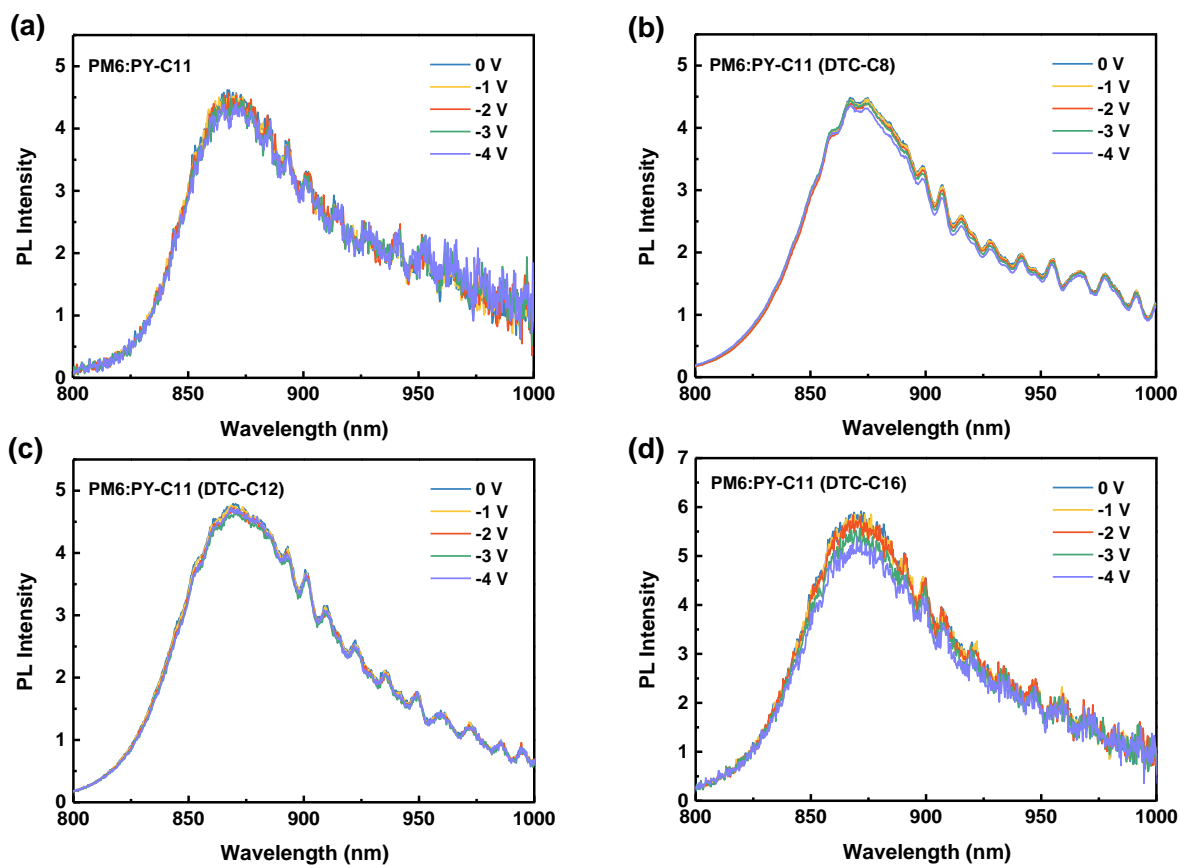 (a)
PM6:PY-C11
0 V
-1 V
-2 V
-3 V
-4 V
5
4
3
2
1
0
PL Intensity
800
850
900
950
1000
Wavelength (nm)
(b)
PM6:PY-C11 (DTC-C8)
0 V
-1 V
-2 V
-3 V
-4 V
5
4
3
2
1
0
PL Intensity
800
850
900
950
1000
Wavelength (nm)
(c)
PM6:PY-C11 (DTC-C12)
0 V
-1 V
-2 V
-3 V
-4 V
5
4
3
2
1
0
PL Intensity
800
850
900
950
1000
Wavelength (nm)
(d)
PM6:PY-C11 (DTC-C16)
0 V
-1 V
-2 V
-3 V
-4 V
7
6
5
4
3
2
1
0
PL Intensity
800
850
900
950
1000
Wavelength (nm)